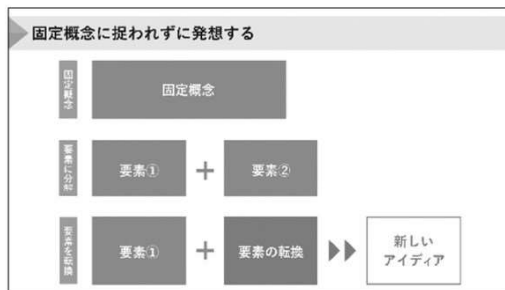 固定概念に捉われずに発想する
固定概念
固定概念
要素に分解
要素①
+
要素②
要素を転換
要素①
+
要素の転換
新しい
アイディア